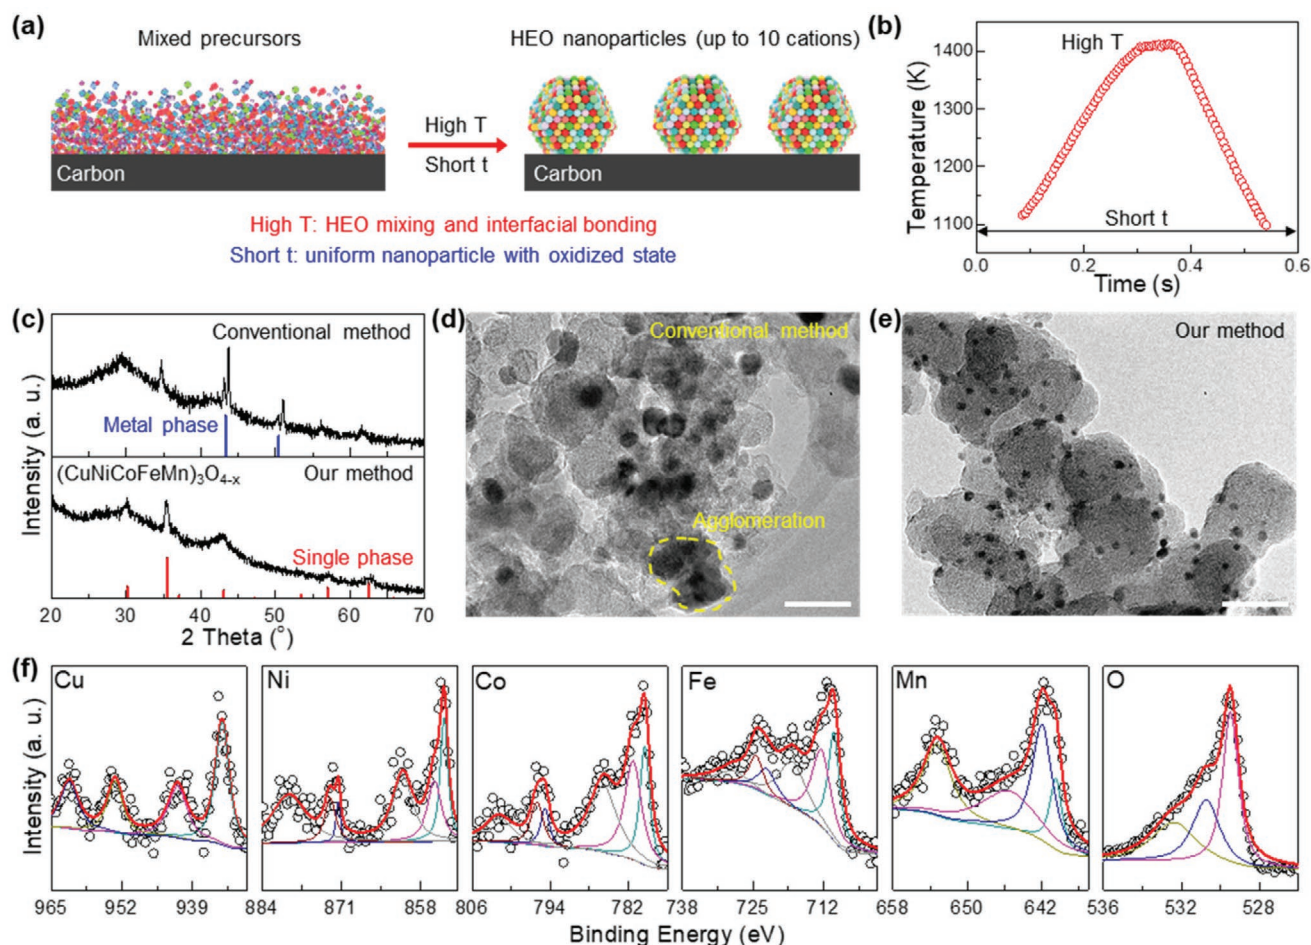 (a)
Mixed precursors
HEO nanoparticles (up to 10 cations)
High T
Short t
Carbon
Carbon
High T: HEO mixing and interfacial bonding
Short t: uniform nanoparticle with oxidized state
(b)
High T
Short t
Temperature (K)
1400
1300
1200
1100
0.0 0.2 0.4 0.6
Time (s)
(c)
Conventional method
Metal phase
(CuNiCoFeMn)₃O₄₋ₓ Our method
Single phase
Intensity (a. u.)
20 30 40 50 60 70
2 Theta (°)
(d)
Conventional method
Agglomeration
(e)
Our method
(f)
Intensity (a. u.)
Cu
965 952 939
Ni
884 871 858
Co
806 794 782
Fe
738 725 712
Mn
658 650 642
O
536 532 528
Binding Energy (eV)